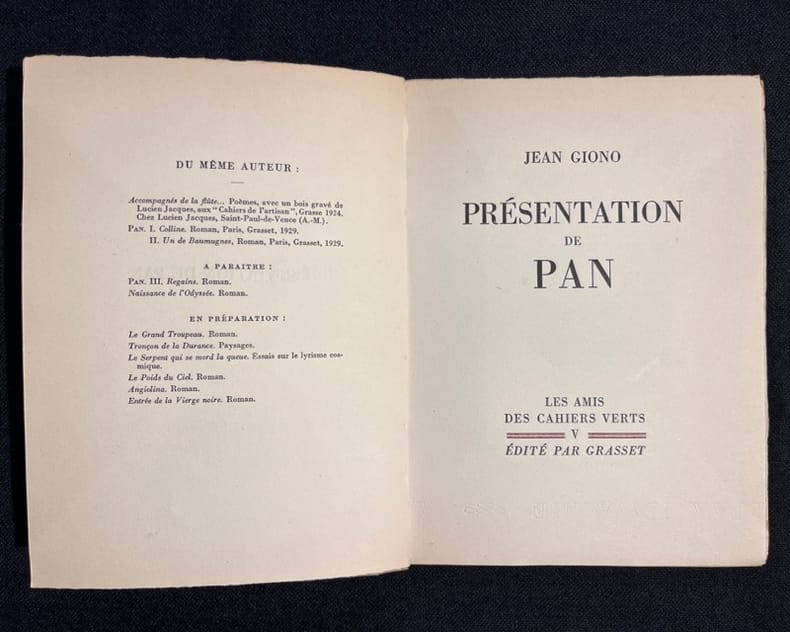 DU MÊME AUTEUR :
Accompagnés de la flûte... Poèmes, avec un bois gravé de
Lucien Jacques, aux "Cahiers de l'artisan", Grasse 1924.
Chez Lucien Jacques, Saint-Paul-de-Vence (A.-M.).
PAN. I. Colline. Roman, Paris, Grasset, 1929.
II. Un de Baumugnes, Roman, Paris, Grasset, 1929.
A PARAITRE :
PAN. III. Regains. Roman.
Naissance de l'Odyssée. Roman.
EN PRÉPARATION :
Le Grand Troupeau. Roman.
Tronçon de la Durance. Paysages.
Le Serpent qui se mord la queue. Essais sur le lyrisme cos-
mique.
Le Poids du Ciel. Roman.
Angiolina. Roman.
Entrée de la Vierge noire. Roman.
JEAN GIONO
PRÉSENTATION
DE
PAN
LES AMIS
DES CAHIERS VERTS
V
ÉDITÉ PAR GRASSET